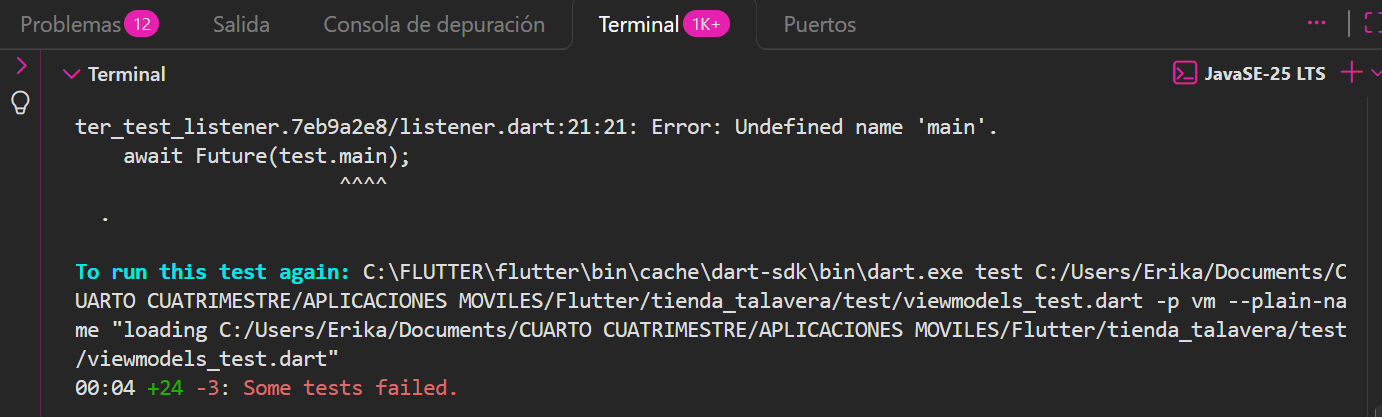 Problemas 12 Salida Consola de depuración Terminal 1K+ Puertos ...
Terminal JavaSE-25 LTS
ter_test_listener.7eb9a2e8/listener.dart:21:21: Error: Undefined name 'main'.
    await Future(test.main);
                      ^^^^
  .
To run this test again: C:\FLUTTER\flutter\bin\cache\dart-sdk\bin\dart.exe test C:/Users/Erika/Documents/C
UARTO CUATRIMESTRE/APLICACIONES MOVILES/Flutter/tienda_talavera/test/viewmodels_test.dart -p vm --plain-na
me "loading C:/Users/Erika/Documents/CUARTO CUATRIMESTRE/APLICACIONES MOVILES/Flutter/tienda_talavera/test
/viewmodels_test.dart"
00:04 +24 -3: Some tests failed.